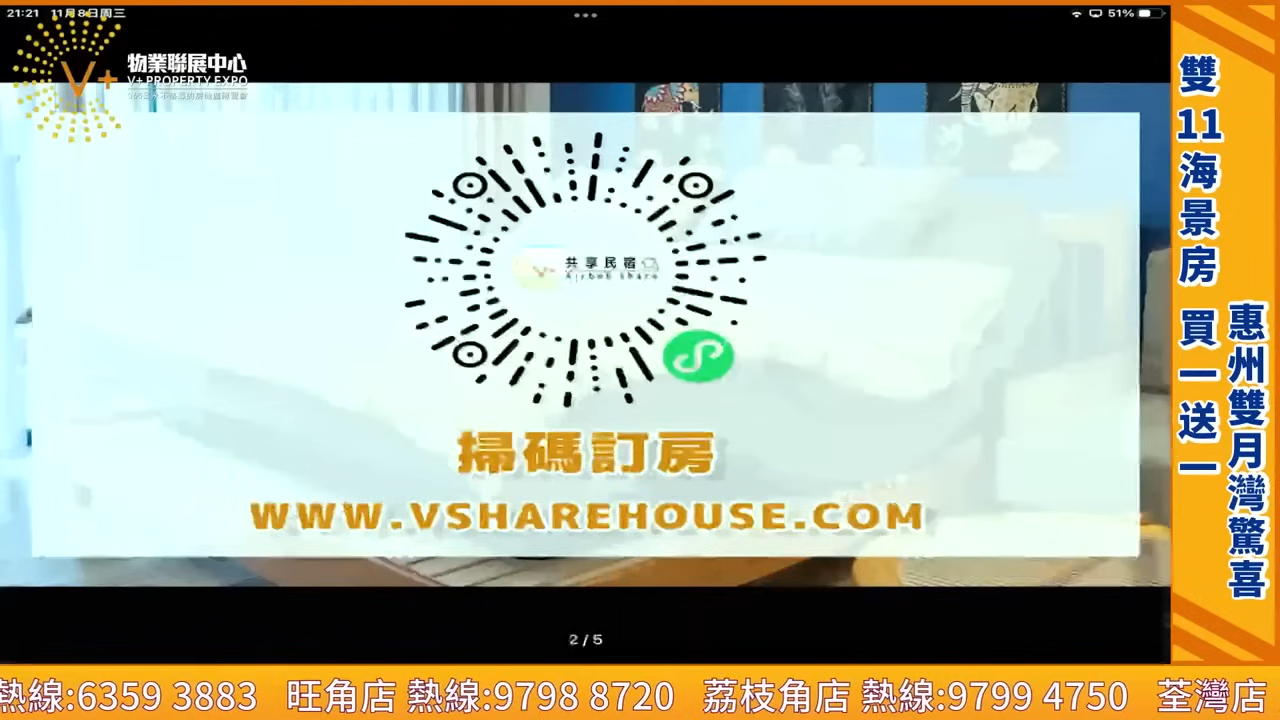 21:21 11月8日周三
51%
物業聯展中心
V+ PROPERTY EXPO
V+
共享民宿
Airbnb share
掃碼訂房
WWW.VSHAREHOUSE.COM
2 / 5
惠州雙月灣驚喜
雙11海景房 買一送一
熱線:6359 3883 旺角店 熱線:9798 8720 荔枝角店 熱線:9799 4750 荃灣店